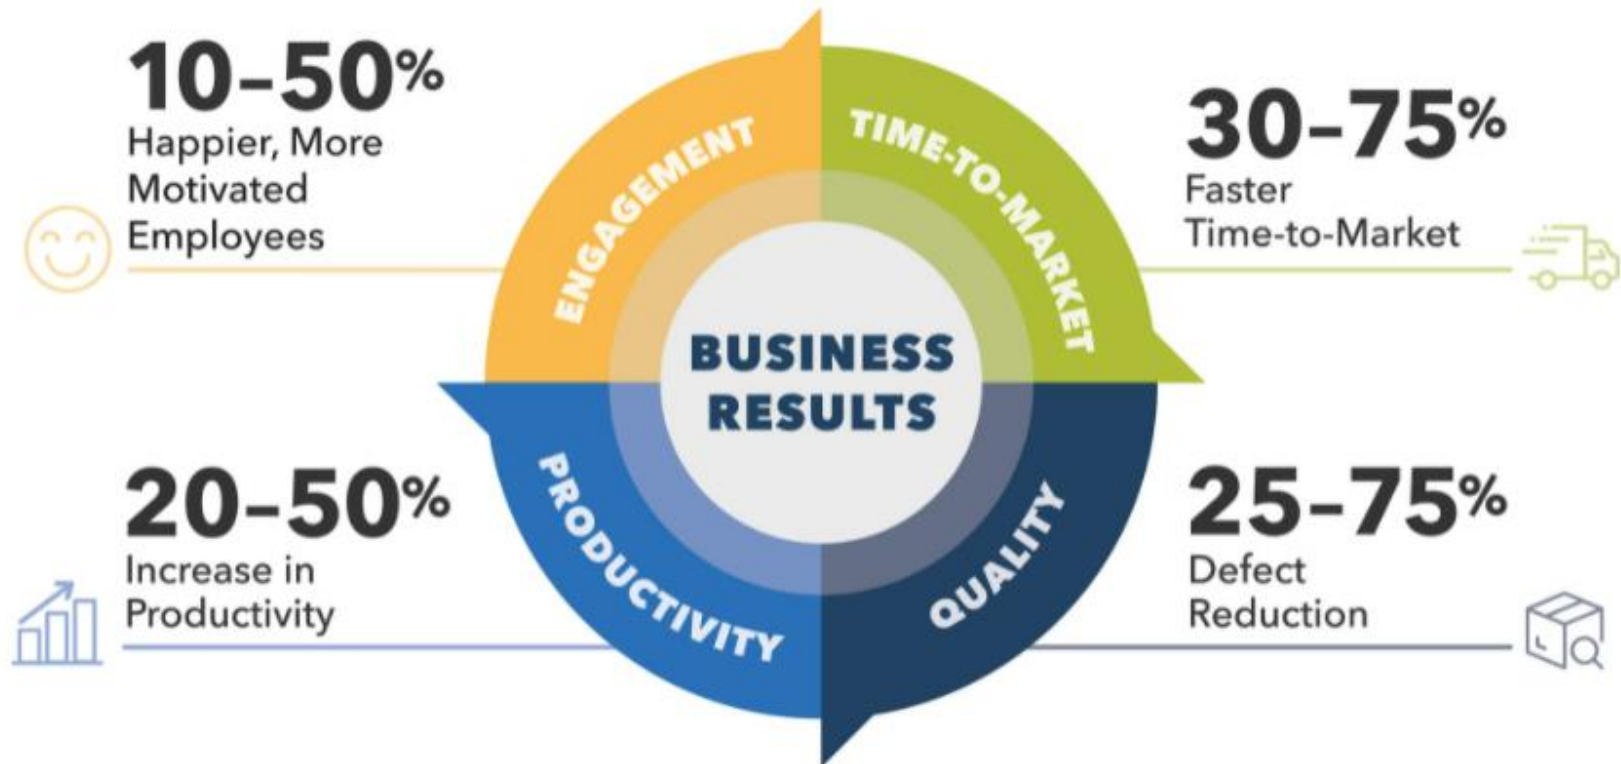 10–50%
Happier, More
Motivated
Employees
ENGAGEMENT
TIME-TO-MARKET
30–75%
Faster
Time-to-Market
BUSINESS
RESULTS
20–50%
Increase in
Productivity
PRODUCTIVITY
QUALITY
25–75%
Defect
Reduction